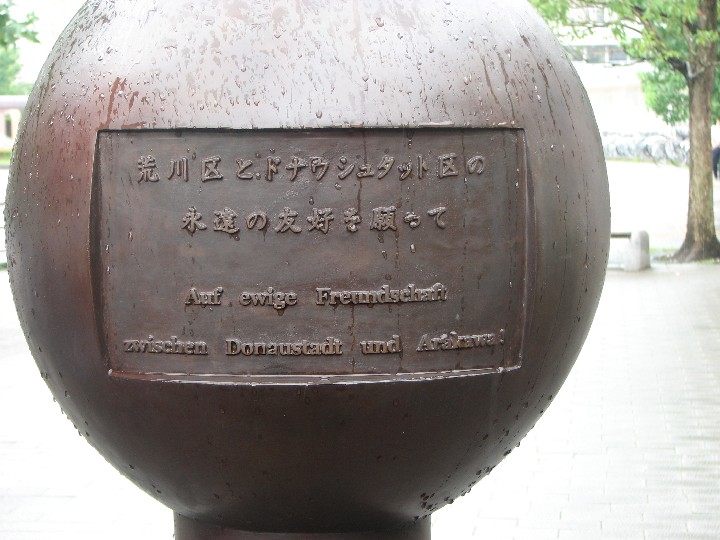 荒川区とドナウシュタット区の
永遠の友好を願って
Auf ewige Freundschaft
zwischen Donaustadt und Arakawa!